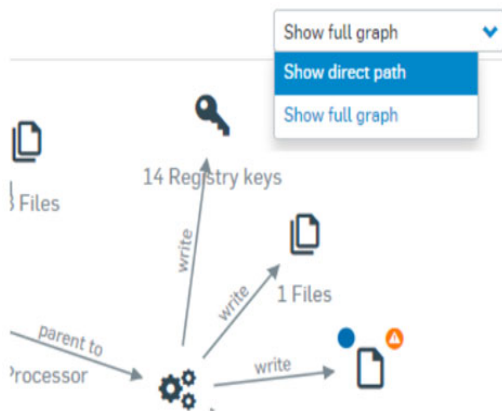 Show full graph
Show direct path
Show full graph
14 Registry keys
3 Files
write
write
1 Files
parent to
write
Processor